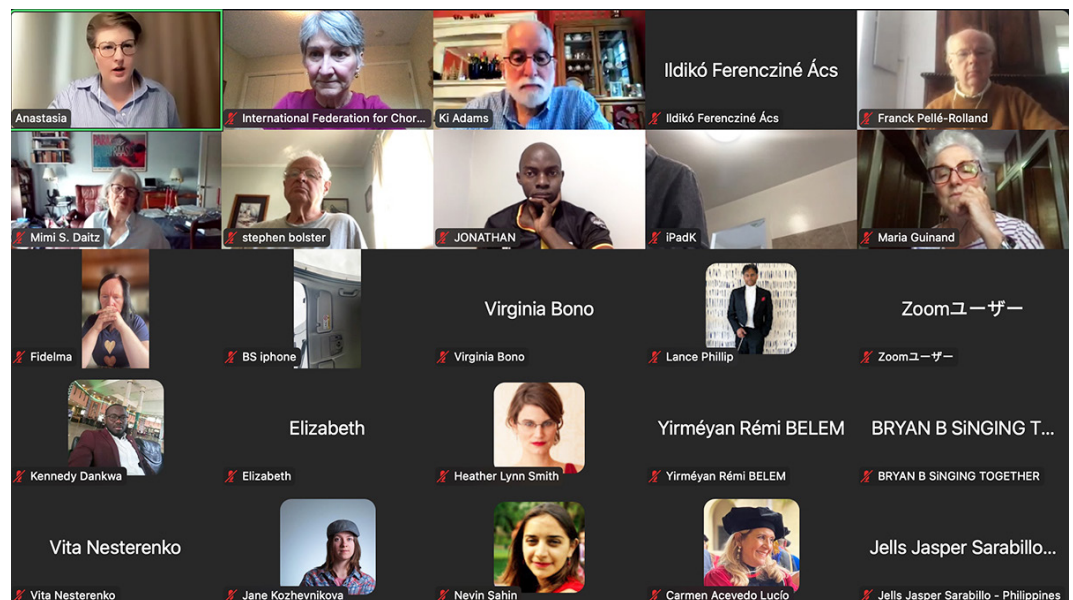 Anastasia
International Federation for Chor...
Ki Adams
Ildikó Ferencziné Ács
Ildikó Ferencziné Ács
Franck Pellé-Rolland
Mimi S. Daitz
stephen bolster
JONATHAN
iPadK
Maria Guinand
Fidelma
BS iphone
Virginia Bono
Virginia Bono
Lance Phillip
Zoomユーザー
Zoomユーザー
Kennedy Dankwa
Elizabeth
Elizabeth
Heather Lynn Smith
Yirméyan Rémi BELEM
Yirméyan Rémi BELEM
BRYAN B SiNGING T...
BRYAN B SiNGING TOGETHER
Vita Nesterenko
Vita Nesterenko
Jane Kozhevnikova
Nevin Şahin
Carmen Acevedo Lucío
Jells Jasper Sarabillo...
Jells Jasper Sarabillo - Philippines